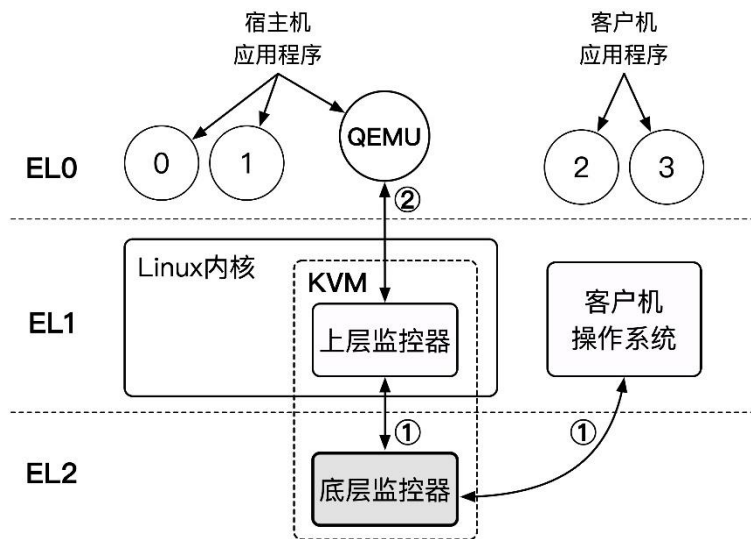 宿主机
应用程序
客户机
应用程序
EL0
0
1
QEMU
2
3
②
EL1
Linux内核
KVM
上层监控器
客户机
操作系统
①
①
EL2
底层监控器